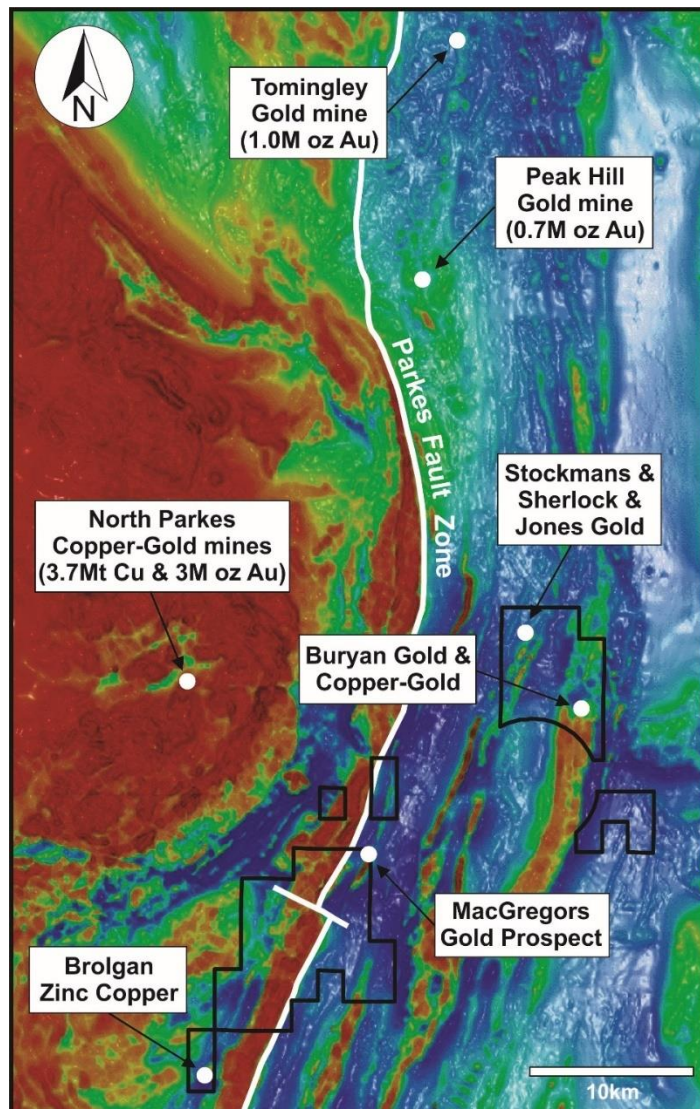 N
Tomingley
Gold mine
(1.0M oz Au)
Peak Hill
Gold mine
(0.7M oz Au)
Parkes Fault Zone
Stockmans &
Sherlock &
Jones Gold
North Parkes
Copper-Gold mines
(3.7Mt Cu & 3M oz Au)
Buryan Gold &
Copper-Gold
MacGregors
Gold Prospect
Brolgan
Zinc Copper
10km